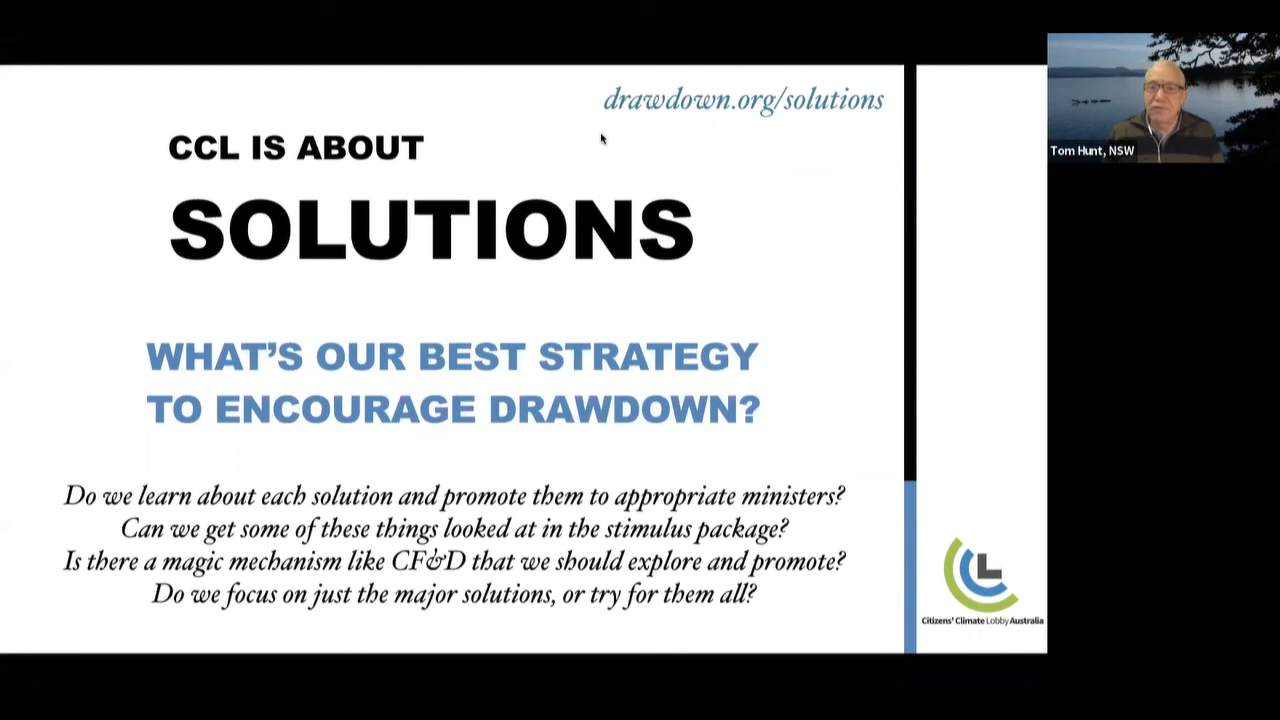 drawdown.org/solutions
CCL IS ABOUT
SOLUTIONS
WHAT'S OUR BEST STRATEGY
TO ENCOURAGE DRAWDOWN?
Do we learn about each solution and promote them to appropriate ministers?
Can we get some of these things looked at in the stimulus package?
Is there a magic mechanism like CF&D that we should explore and promote?
Do we focus on just the major solutions, or try for them all?
Citizens' Climate Lobby Australia
Tom Hunt, NSW